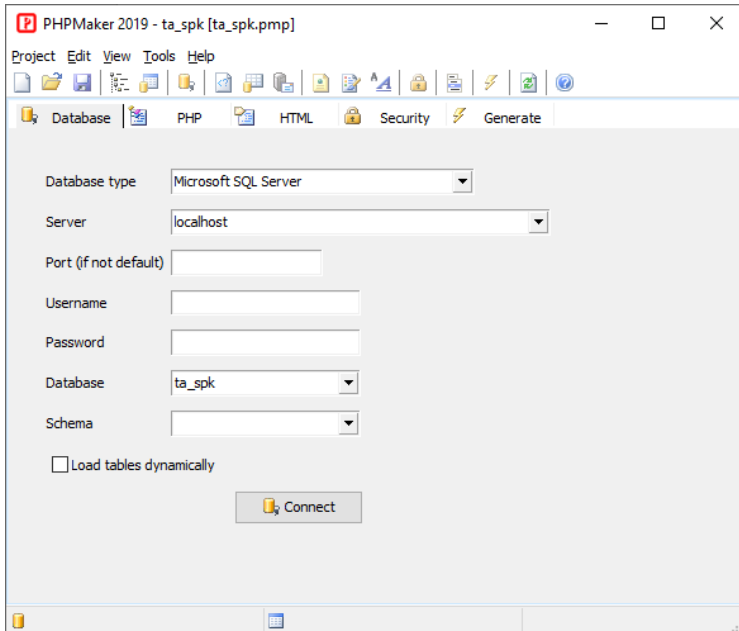 PHPMaker 2019 - ta_spk [ta_spk.pmp]
Project Edit View Tools Help
Database PHP HTML Security Generate
Database type Microsoft SQL Server
Server localhost
Port (if not default)
Username
Password
Database ta_spk
Schema
Load tables dynamically
Connect